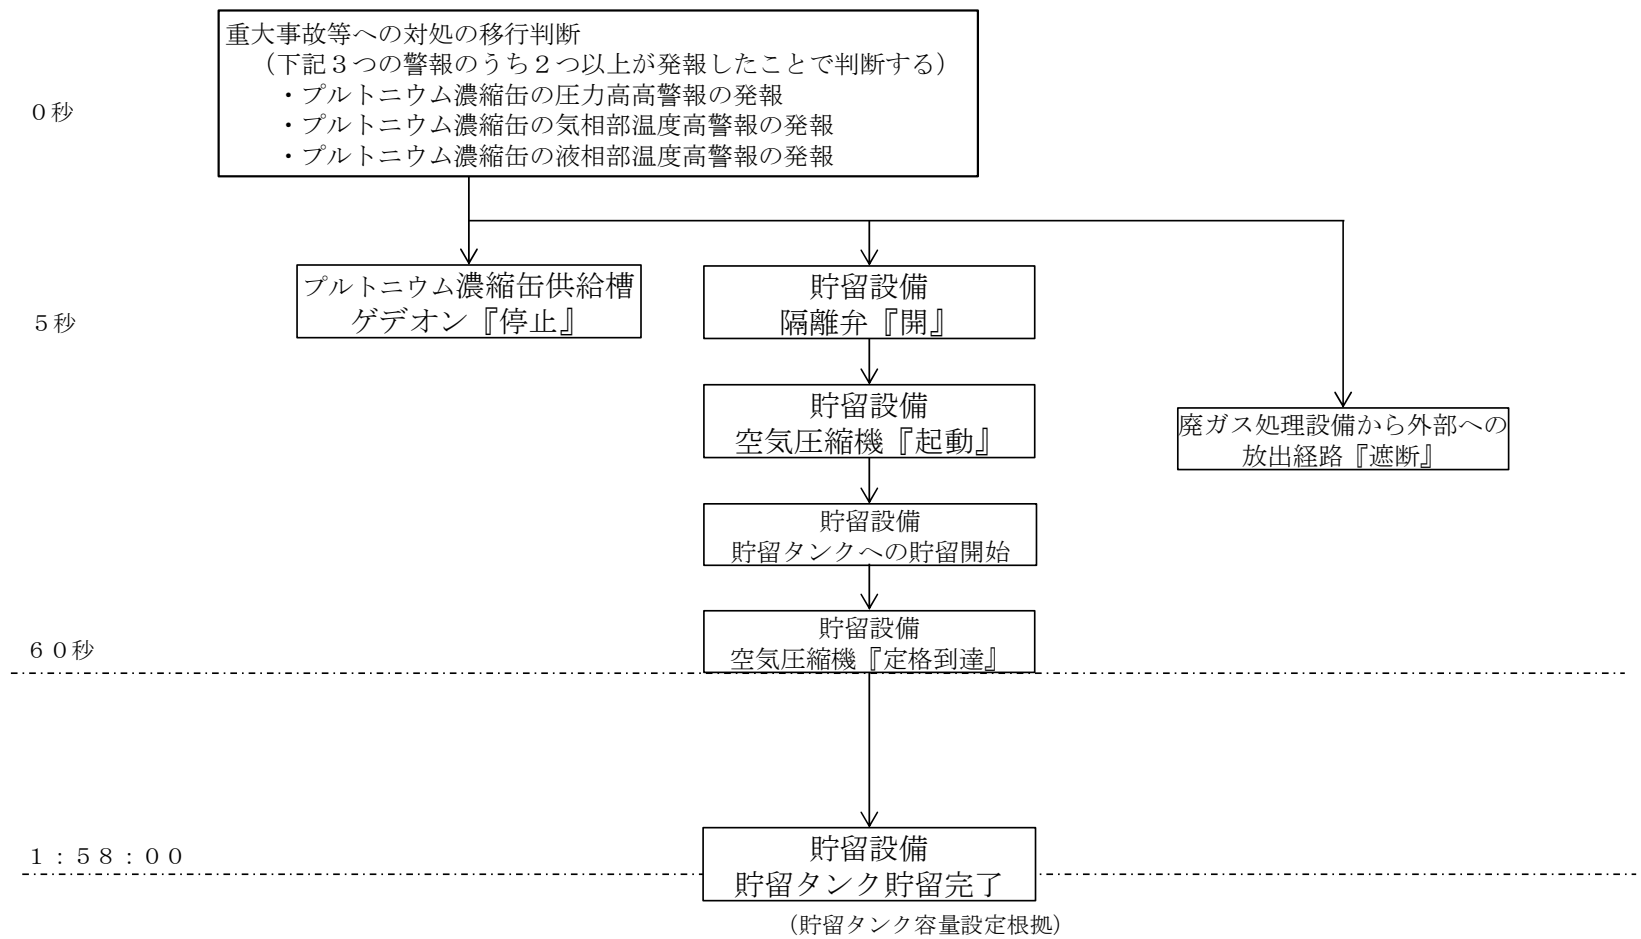 重大事故等への対処の移行判断
（下記３つの警報のうち２つ以上が発報したことで判断する）
・プルトニウム濃縮缶の圧力高高警報の発報
０秒
・プルトニウム濃縮缶の気相部温度高警報の発報
・プルトニウム濃縮缶の液相部温度高警報の発報
プルトニウム濃縮缶供給槽
ゲデオン『停止』
貯留設備
隔離弁『開』
５秒
貯留設備
空気圧縮機『起動』
廃ガス処理設備から外部への
放出経路『遮断』
貯留設備
貯留タンクへの貯留開始
貯留設備
空気圧縮機『定格到達』
６０秒
１：５８：００
貯留設備
貯留タンク貯留完了
（貯留タンク容量設定根拠）